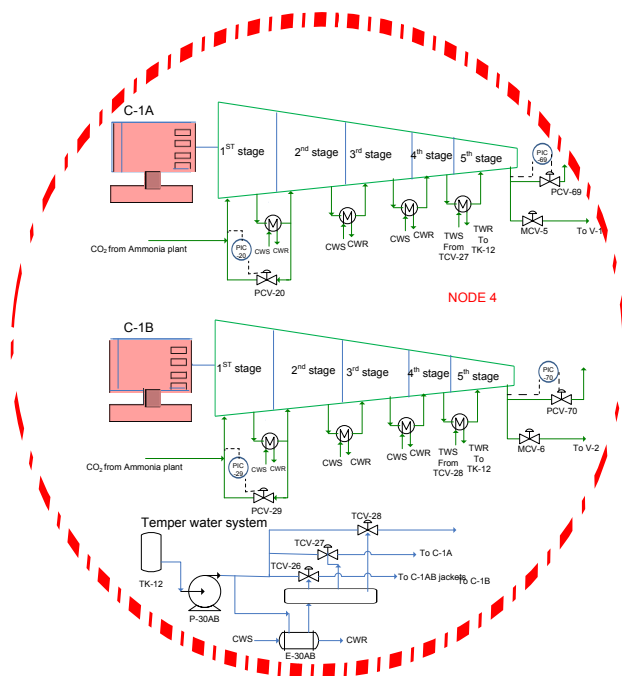 C-1A
1ST stage
2nd stage
3rd stage
4th stage
5th stage
PIC
-69
PCV-69
MCV-5
To V-1
CO2 from Ammonia plant
PIC
-20
PCV-20
CWS
CWR
CWS
CWR
CWS
CWR
TWS
From
TCV-27
TWR
To
TK-12
NODE 4
C-1B
1ST stage
2nd stage
3rd stage
4th stage
5th stage
PIC
-70
PCV-70
MCV-6
To V-2
CO2 from Ammonia plant
PIC
-29
PCV-29
CWS
CWR
CWS
CWR
CWS
CWR
TWS
From
TCV-28
TWR
To
TK-12
M
M
M
M
M
M
M
M
Temper water system
TCV-28
TCV-27
To C-1A
TCV-26
To C-1AB jackets
To C-1B
TK-12
P-30AB
CWS
CWR
E-30AB